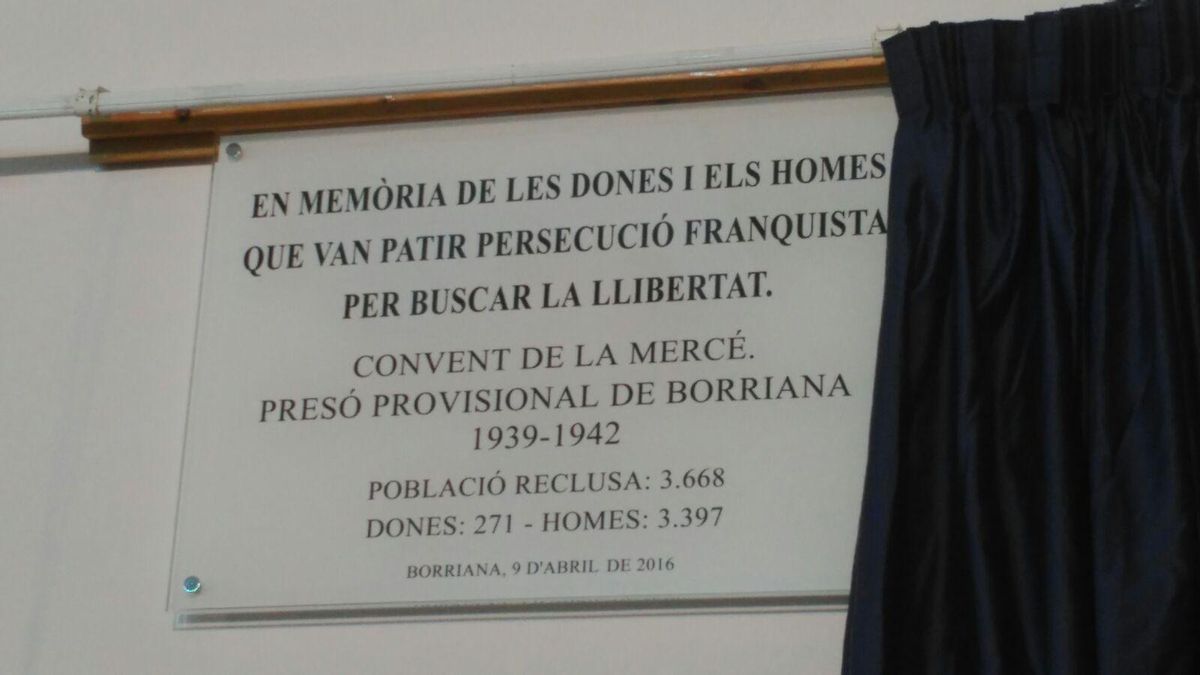 EN MEMÒRIA DE LES DONES I ELS HOMES
QUE VAN PATIR PERSECUCIÓ FRANQUISTA
PER BUSCAR LA LLIBERTAT.
CONVENT DE LA MERCÉ.
PRESÓ PROVISIONAL DE BORRIANA
1939-1942
POBLACIÓ RECLUSA: 3.668
DONES: 271 - HOMES: 3.397
BORRIANA, 9 D'ABRIL DE 2016